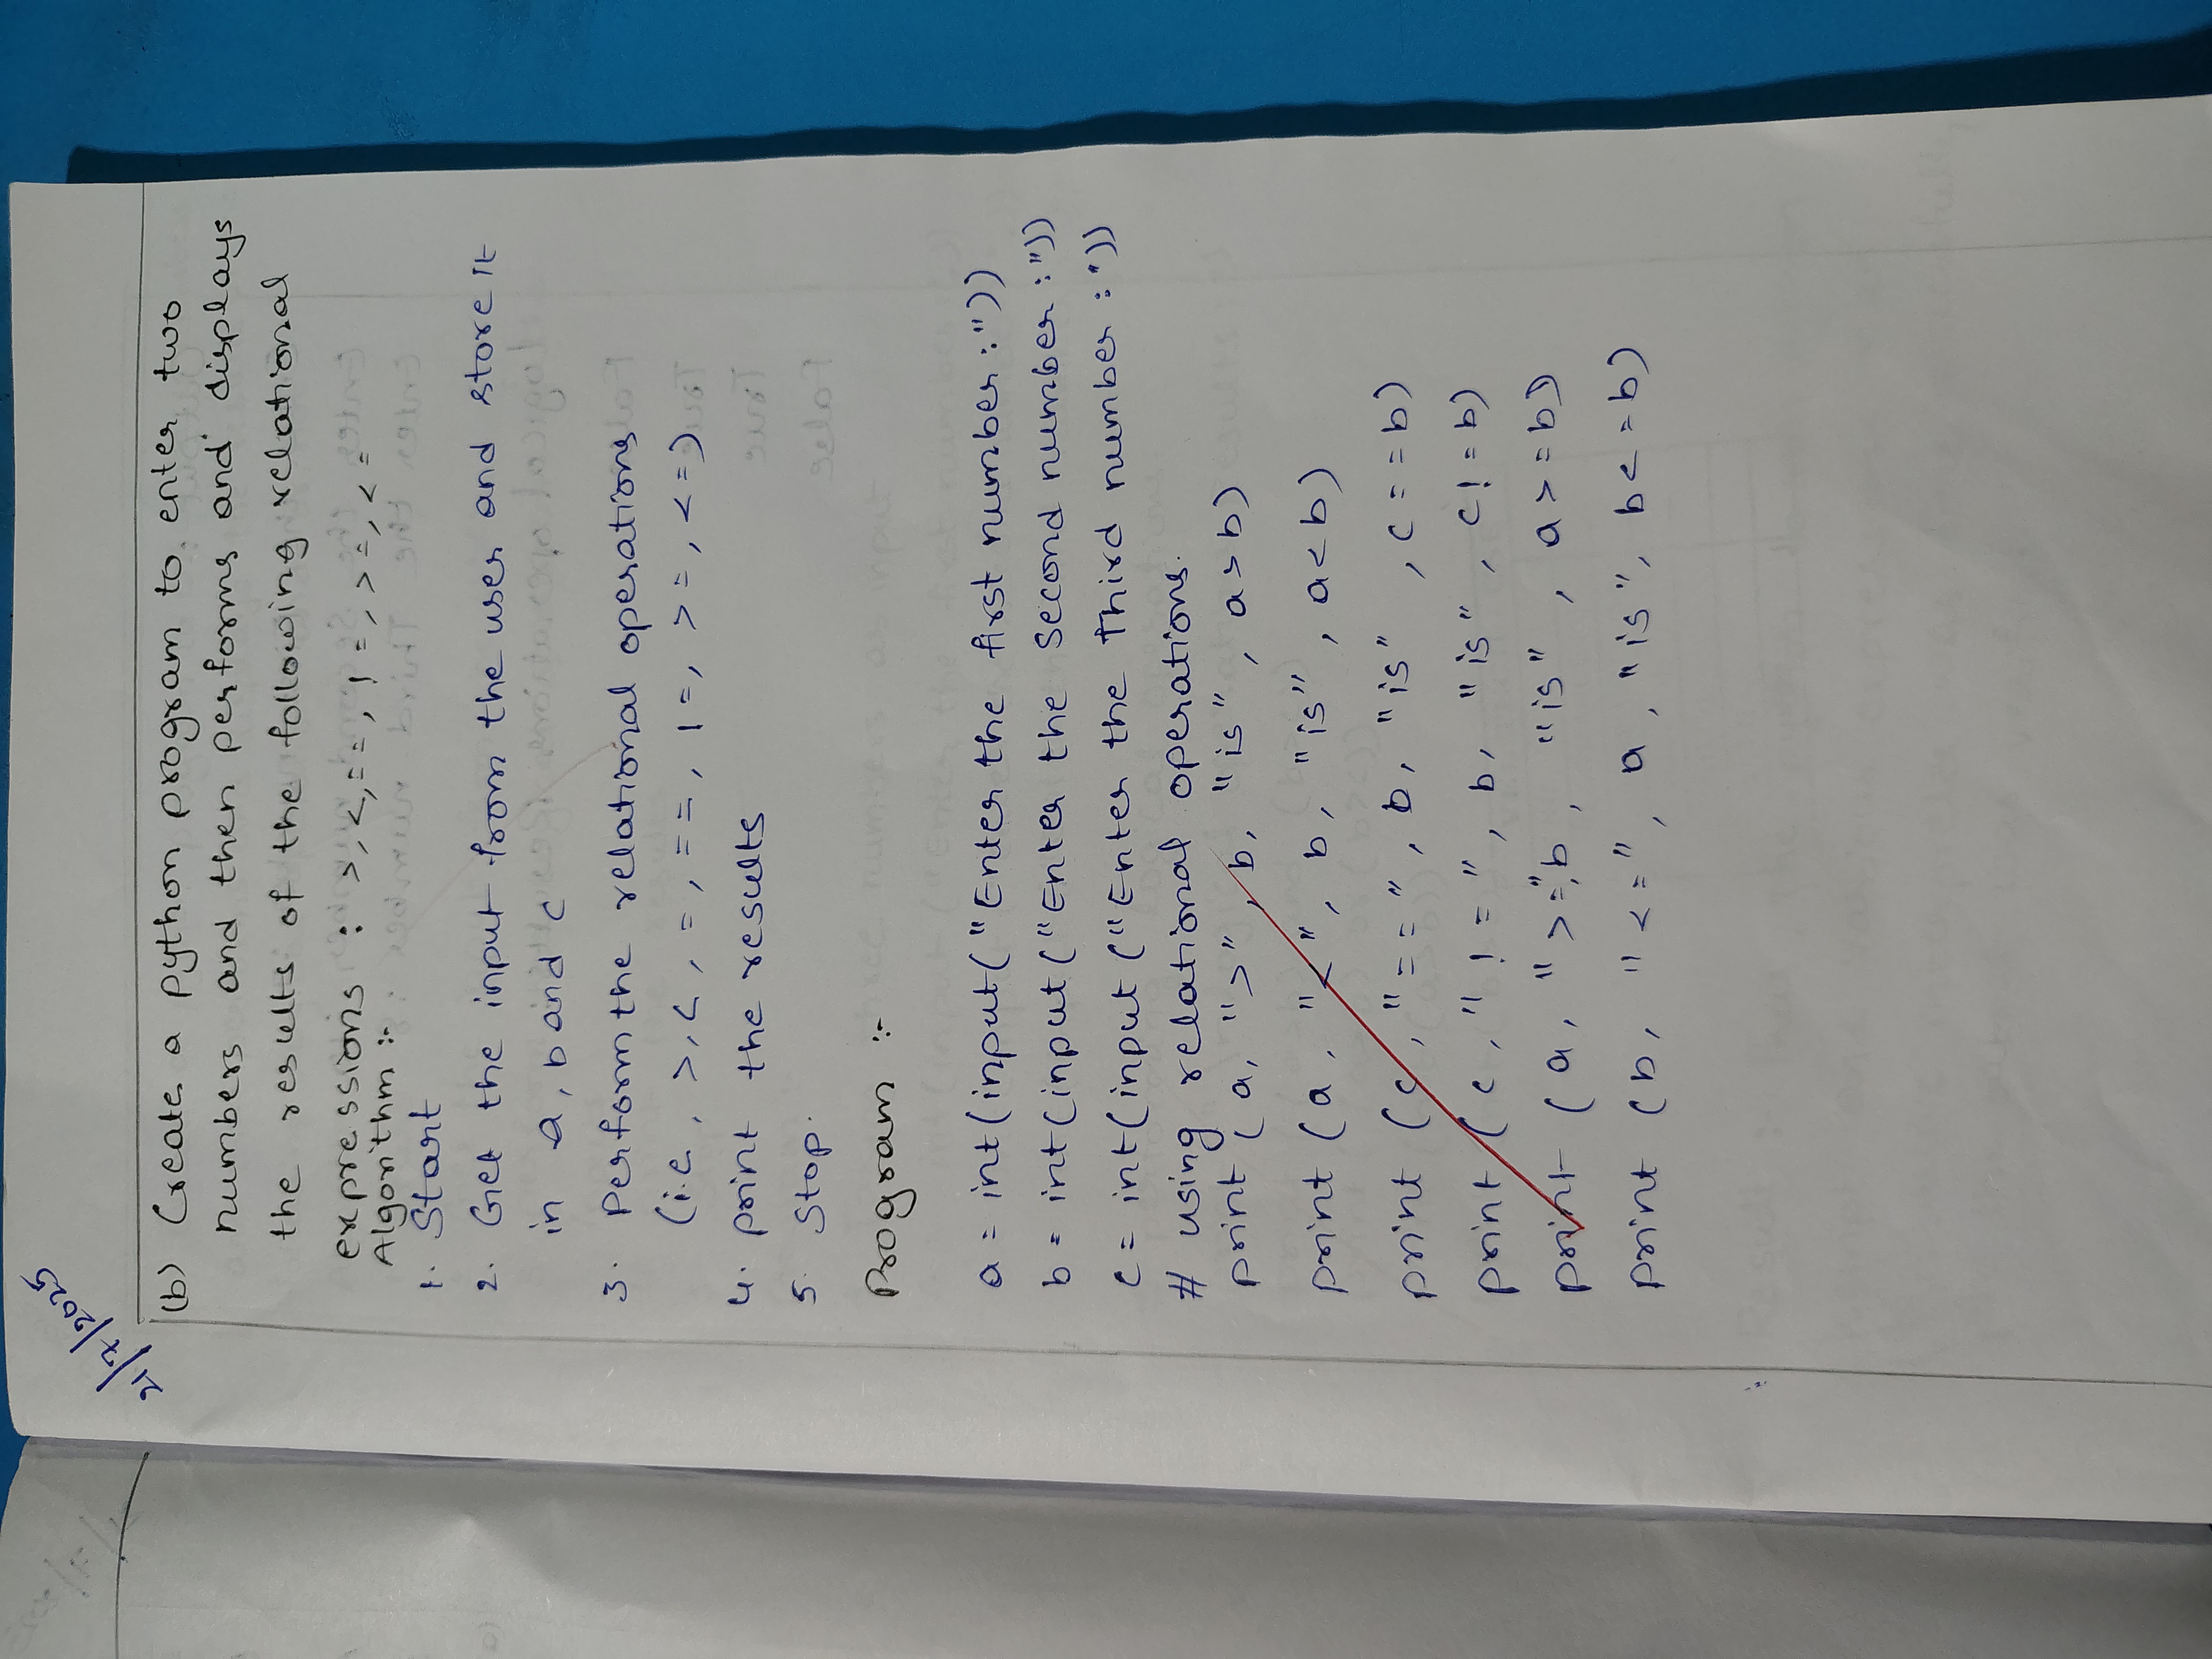 21/7/2025
(b) Create a python program to enter two
numbers and then performs and displays
the results of the following relational
expressions : >, <, ==, !=, >=, <=
Algorithm :-
1. Start
2. Get the input from the user and store it
in a, b and c
3. Perform the relational operations
(i.e, >, <, =, ==, !=, >=, <=)
4. print the results
5. Stop.
Program :-
a = int(input("Enter the first number:"))
b = int(input("Enter the Second number:"))
c = int(input("Enter the Third number:"))
# using relational operations.
print (a, ">", b, "is", a>b)
print (a, "<", b, "is", a<b)
print (c, "==", b, "is", c==b)
print (c, "!=", b, "is", c!=b)
print (a, ">=", b, "is", a>=b)
print (b, "<=", a, "is", b<=b)